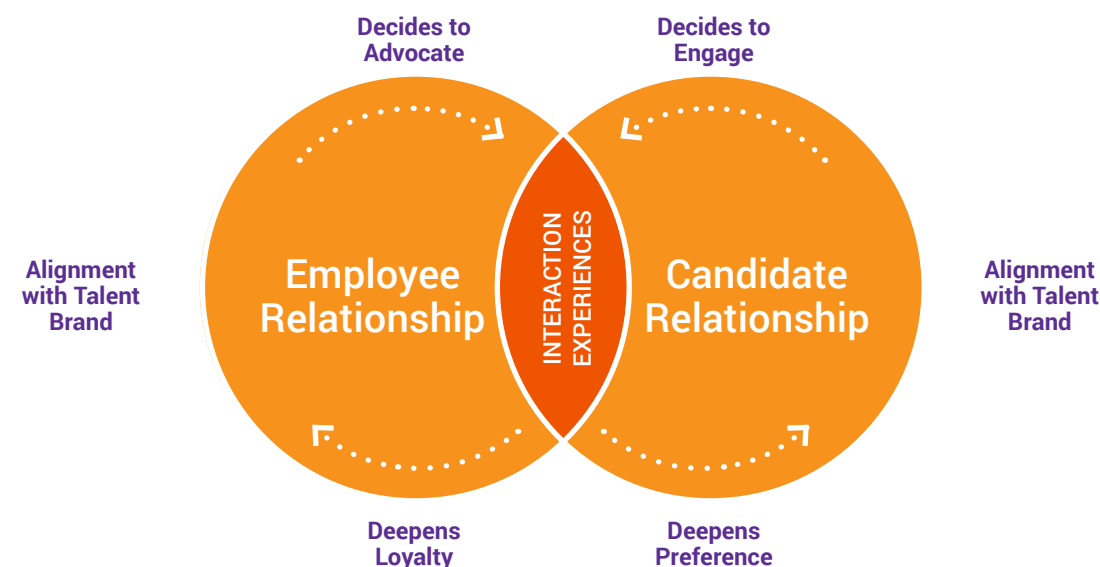 Decides to
Advocate
Decides to
Engage
Alignment
with Talent
Brand
Employee
Relationship
INTERACTION
EXPERIENCES
Candidate
Relationship
Alignment
with Talent
Brand
Deepens
Loyalty
Deepens
Preference